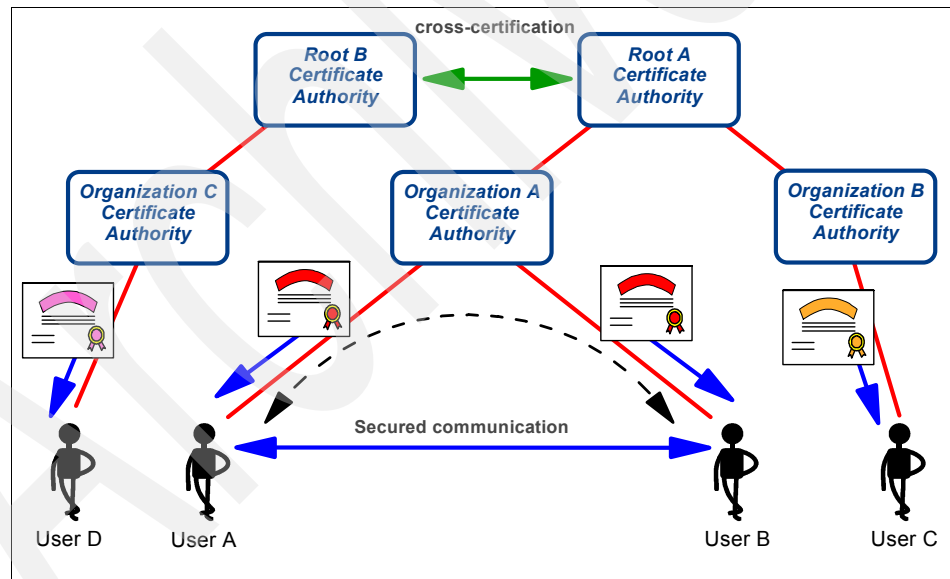 cross-certification
Root B
Certificate
Authority
Root A
Certificate
Authority
Organization C
Certificate
Authority
Organization A
Certificate
Authority
Organization B
Certificate
Authority
Secured communication
User D
User A
User B
User C